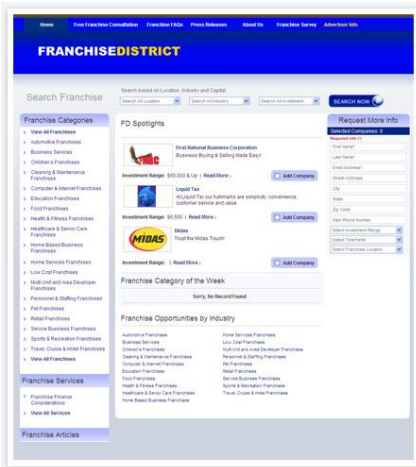 Home Free Franchise Consultation Franchise FAQs Press Releases About Us Franchise Survey Advertiser Info
FRANCHISEDISTRICT
Search Franchise
Search based on Location, Industry and Capital
Search All Location Search All Industry Search All Investment SEARCH NOW
Franchise Categories
View All Franchises
Automotive Franchises
Business Services
Children's Franchises
Cleaning & Maintenance
Franchises
Computer & Internet Franchises
Education Franchises
Food Franchises
Health & Fitness Franchises
Healthcare & Senior Care
Franchises
Home Based Business
Franchises
Home Services Franchises
Low Cost Franchises
Multi Unit and Area Developer
Franchises
Personnel & Staffing Franchises
Pet Franchises
Retail Franchises
Service Business Franchises
Sports & Recreation Franchises
Travel, Cruise & Hotel Franchises
View All Franchises
Franchise Services
Franchise Finance
Considerations
View All Services
Franchise Articles
FD Spotlights
First National Business Corporation
Business Buying & Selling Made Easy!
Investment Range: $60,000 & Up | Read More
Add Company
Liquid Tax
At Liquid Tax our hallmarks are simplicity, convenience,
customer service and value.
Investment Range: $6,500 | Read More
Add Company
MIDAS
Midas
Trust the Midas Touch!
Investment Range: | Read More
Add Company
Franchise Category of the Week
Sorry, No Record Found
Franchise Opportunities by Industry
Automotive Franchises
Business Services
Children's Franchises
Cleaning & Maintenance Franchises
Computer & Internet Franchises
Education Franchises
Food Franchises
Health & Fitness Franchises
Healthcare & Senior Care Franchises
Home Based Business Franchises
Home Services Franchises
Low Cost Franchises
Multi Unit and Area Developer Franchises
Personnel & Staffing Franchises
Pet Franchises
Retail Franchises
Service Business Franchises
Sports & Recreation Franchises
Travel, Cruise & Hotel Franchises
Request More Info
Selected Companies: 0
Required Info (*)
First Name*
Last Name*
Email Address*
Street Address
City
State
Zip Code
Main Phone Number
Select Investment Range
Select Timeframe
Select Franchise Location